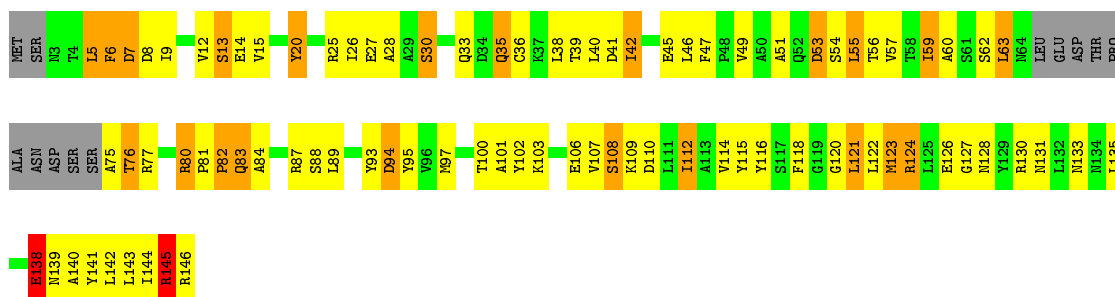 MET SER N3 T4 L5 F6 D7 D8 I9 V12 S13 E14 V15 Y20 R25 I26 E27 A28 A29 S30 Q33 D34 Q35 C36 K37 L38 T39 L40 D41 I42 E45 L46 F47 P48 V49 A50 A51 Q52 D53 S54 L55 T56 V57 T58 I59 A60 S61 S62 L63 N64 LEU GLU ASP THR PRO
ALA ASN ASP SER SER A75 T76 R77 R80 P81 P82 Q83 A84 R87 S88 L89 Y93 D94 Y95 V96 M97 T100 A101 Y102 K103 E106 V107 S108 K109 D110 L111 I112 A113 V114 Y115 Y116 S117 F118 G119 G120 L121 L122 M123 R124 L125 E126 G127 N128 Y129 R130 N131 L132 N133 N134 L135
E138 N139 A140 Y141 L142 L143 I144 R145 R146